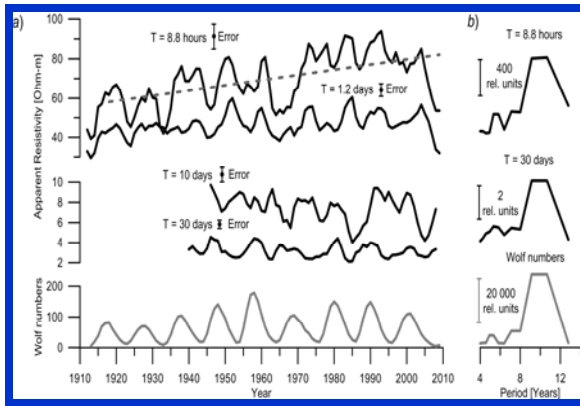 a)
b)
T = 8.8 hours
Error
T = 8.8 hours
100
80
60
40
Apparent Resistivity [Ohm-m]
400
rel. units
T = 1.2 days
Error
T = 10 days
Error
T = 30 days
10
8
6
4
2
T = 30 days
Error
2
rel. units
Wolf numbers
200
100
0
Wolf numbers
20 000
rel. units
1910 1920 1930 1940 1950 1960 1970 1980 1990 2000 2010
Year
4 8 12
Period [Years]